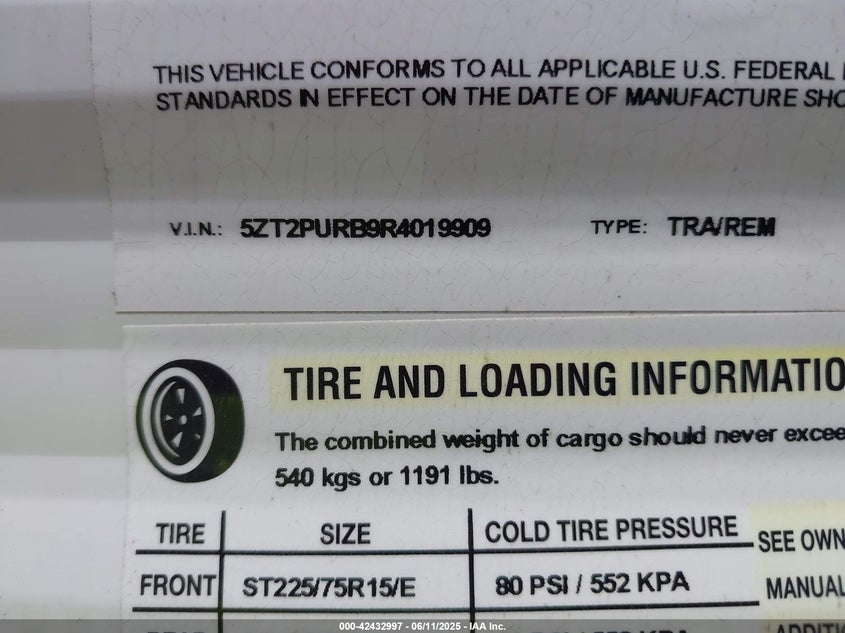 THIS VEHICLE CONFORMS TO ALL APPLICABLE U.S. FEDERAL
STANDARDS IN EFFECT ON THE DATE OF MANUFACTURE SHO
V.I.N.: 5ZT2PURB9R4019909 TYPE: TRA/REM
TIRE AND LOADING INFORMATIO
The combined weight of cargo should never excee
540 kgs or 1191 lbs.
TIRE SIZE COLD TIRE PRESSURE
SEE OWN
FRONT ST225/75R15/E 80 PSI / 552 KPA
MANUAL
000-42432997 - 06/11/2025 - IAA Inc.